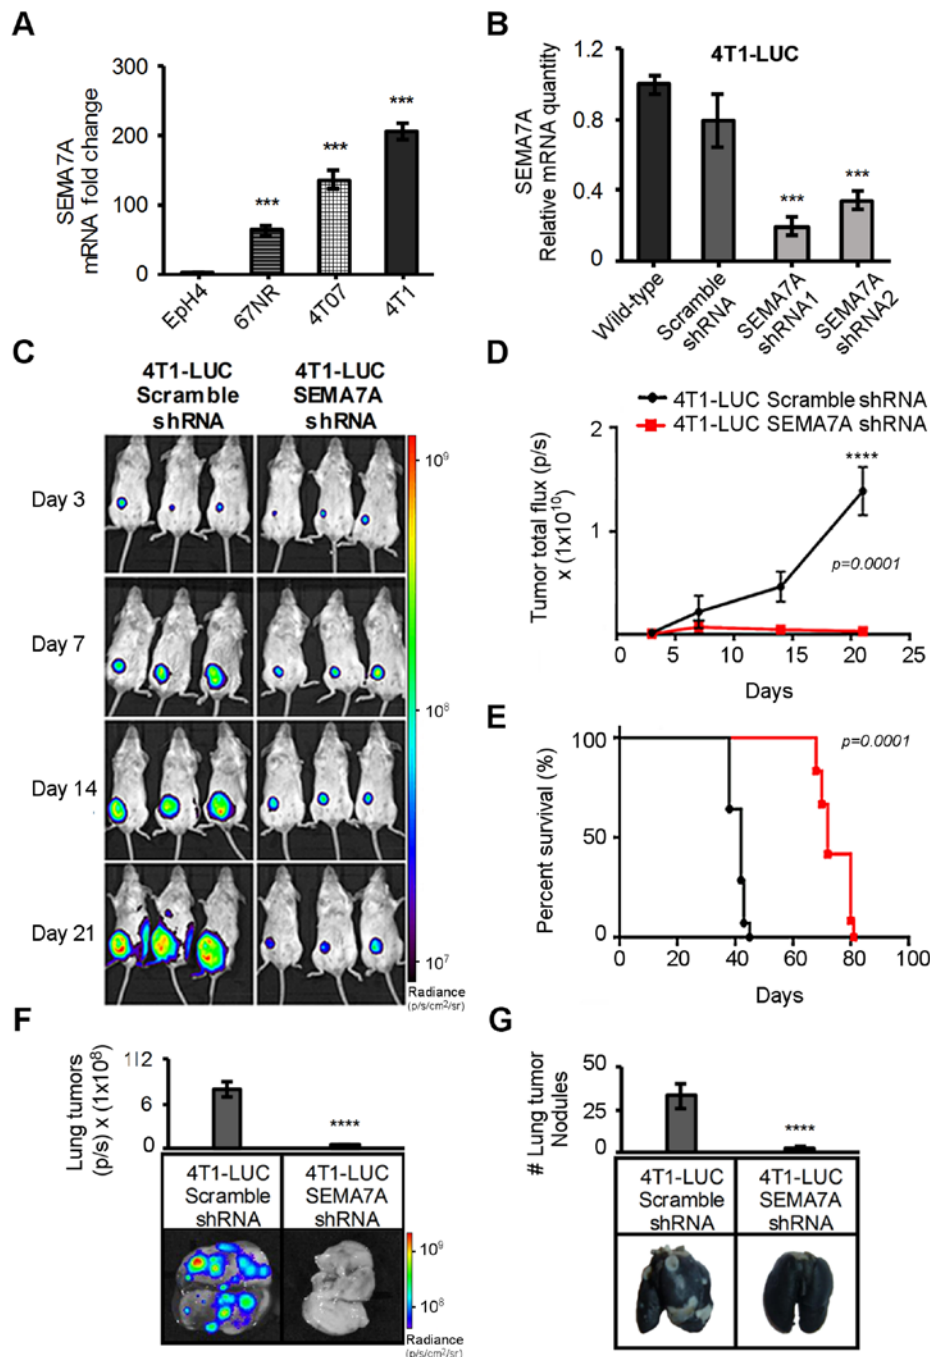 A
SEMA7A
mRNA fold change
300
200
100
0
***
***
***
EpH4
67NR
4T07
4T1
B
4T1-LUC
SEMA7A
Relative mRNA quantity
1.2
0.8
0.4
0
***
***
Wild-type
Scramble
shRNA
SEMA7A
shRNA1
SEMA7A
shRNA2
C
4T1-LUC
Scramble
shRNA
4T1-LUC
SEMA7A
shRNA
Day 3
Day 7
Day 14
Day 21
10⁹
10⁸
10⁷
Radiance
(p/s/cm²/sr)
D
4T1-LUC Scramble shRNA
4T1-LUC SEMA7A shRNA
Tumor total flux (p/s)
x (1x10¹⁰)
2
1
0
****
p=0.0001
0 5 10 15 20 25
Days
E
Percent survival (%)
100
50
0
p=0.0001
0 20 40 60 80 100
Days
F
Lung tumors
(p/s) x (1x10⁸)
12
6
0
****
4T1-LUC
Scramble
shRNA
4T1-LUC
SEMA7A
shRNA
10⁹
10⁸
Radiance
(p/s/cm²/sr)
G
# Lung tumor
Nodules
50
25
0
****
4T1-LUC
Scramble
shRNA
4T1-LUC
SEMA7A
shRNA